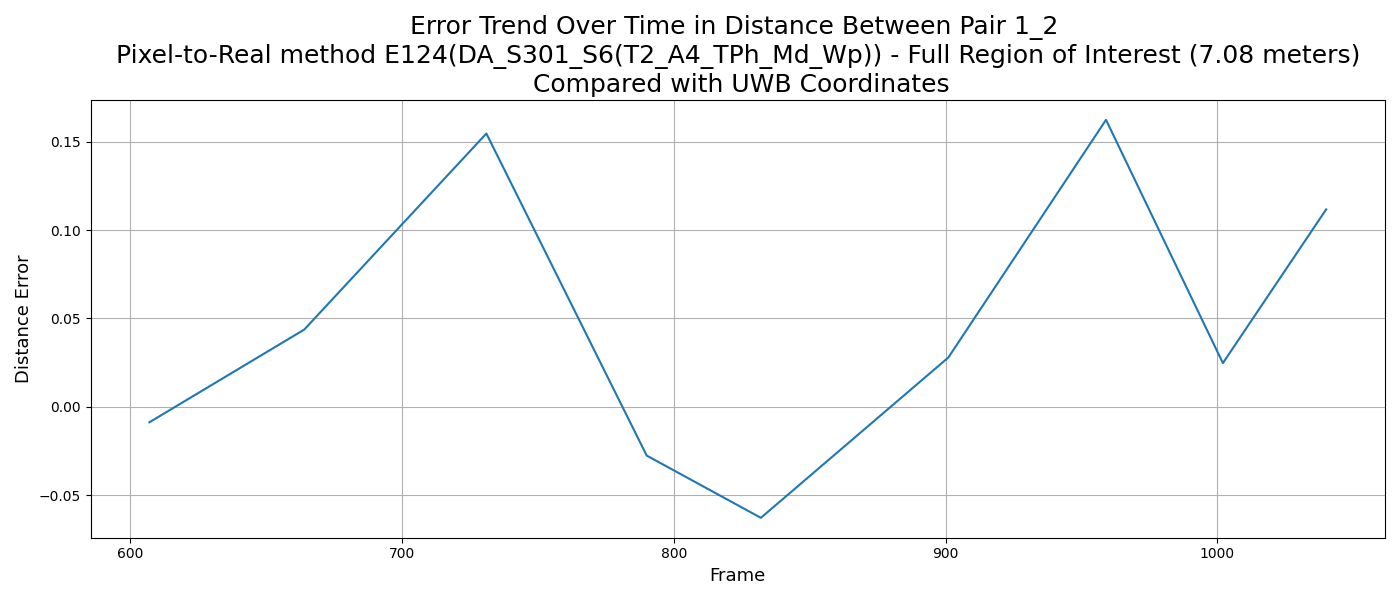 Error Trend Over Time in Distance Between Pair 1_2
Pixel-to-Real method E124(DA_S301_S6(T2_A4_TPh_Md_Wp)) - Full Region of Interest (7.08 meters)
Compared with UWB Coordinates
Distance Error
0.15
0.10
0.05
0.00
−0.05
600
700
800
900
1000
Frame